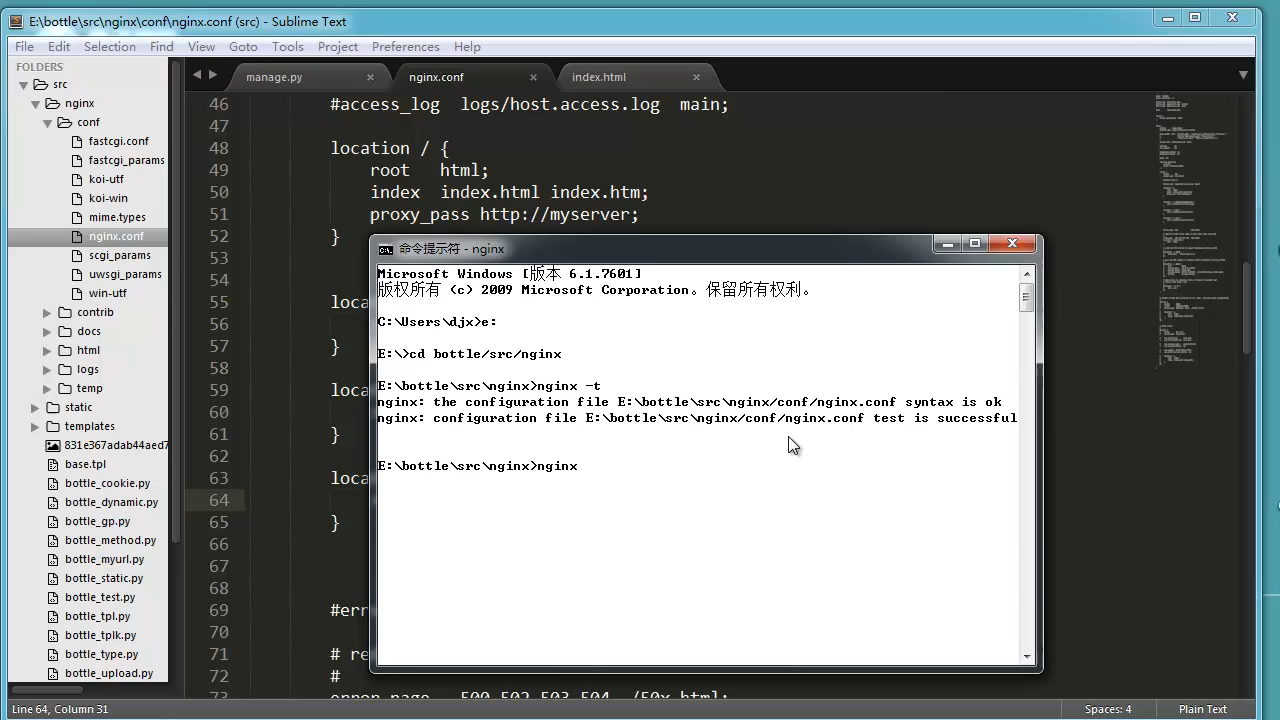 E:\bottle\src\nginx\conf\nginx.conf (src) - Sublime Text
File Edit Selection Find View Goto Tools Project Preferences Help
FOLDERS
src
nginx
conf
fastcgi.conf
fastcgi_params
koi-utf
koi-win
mime.types
nginx.conf
scgi_params
uwsgi_params
win-utf
contrib
docs
html
logs
temp
static
templates
831e367adab44aed7
base.tpl
bottle_cookie.py
bottle_dynamic.py
bottle_gp.py
bottle_method.py
bottle_myurl.py
bottle_static.py
bottle_test.py
bottle_tpl.py
bottle_tplk.py
bottle_type.py
bottle_upload.py
manage.py
nginx.conf
index.html
46 #access_log logs/host.access.log main;
47
48 location / {
49 root html;
50 index index.html index.htm;
51 proxy_pass http://myserver;
52 }
53
54
55 loca
56
57 }
58
59 loca
60
61 }
62
63 loca
64
65 }
66
67
68
69 #err
70
71 # re
72 #
73 error_page 500 502 503 504 /50x.html;
命令提示符 - nginx
Microsoft Windows [版本 6.1.7601]
版权所有 (c) 2009 Microsoft Corporation。保留所有权利。
C:\Users\djx>e:
E:\>cd bottle/src/nginx
E:\bottle\src\nginx>nginx -t
nginx: the configuration file E:\bottle\src\nginx/conf/nginx.conf syntax is ok
nginx: configuration file E:\bottle\src\nginx/conf/nginx.conf test is successful
E:\bottle\src\nginx>nginx
Line 64, Column 31
Spaces: 4
Plain Text